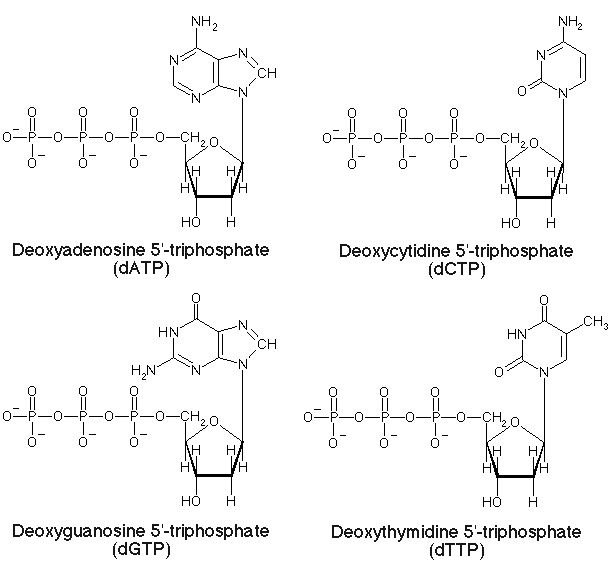 NH2
N N CH
N N
O O O
O− P O P O P O CH2 O
O− O− O−
H H H H
HO H
Deoxyadenosine 5'-triphosphate
(dATP)
NH2
N
O N
O O O
O− P O P O P O CH2 O
O− O− O−
H H H H
HO H
Deoxycytidine 5'-triphosphate
(dCTP)
O
HN N CH
H2N N N
O O O
O− P O P O P O CH2 O
O− O− O−
H H H H
HO H
Deoxyguanosine 5'-triphosphate
(dGTP)
O CH3
HN
O N
O O O
O− P O P O P O CH2 O
O− O− O−
H H H H
HO H
Deoxythymidine 5'-triphosphate
(dTTP)